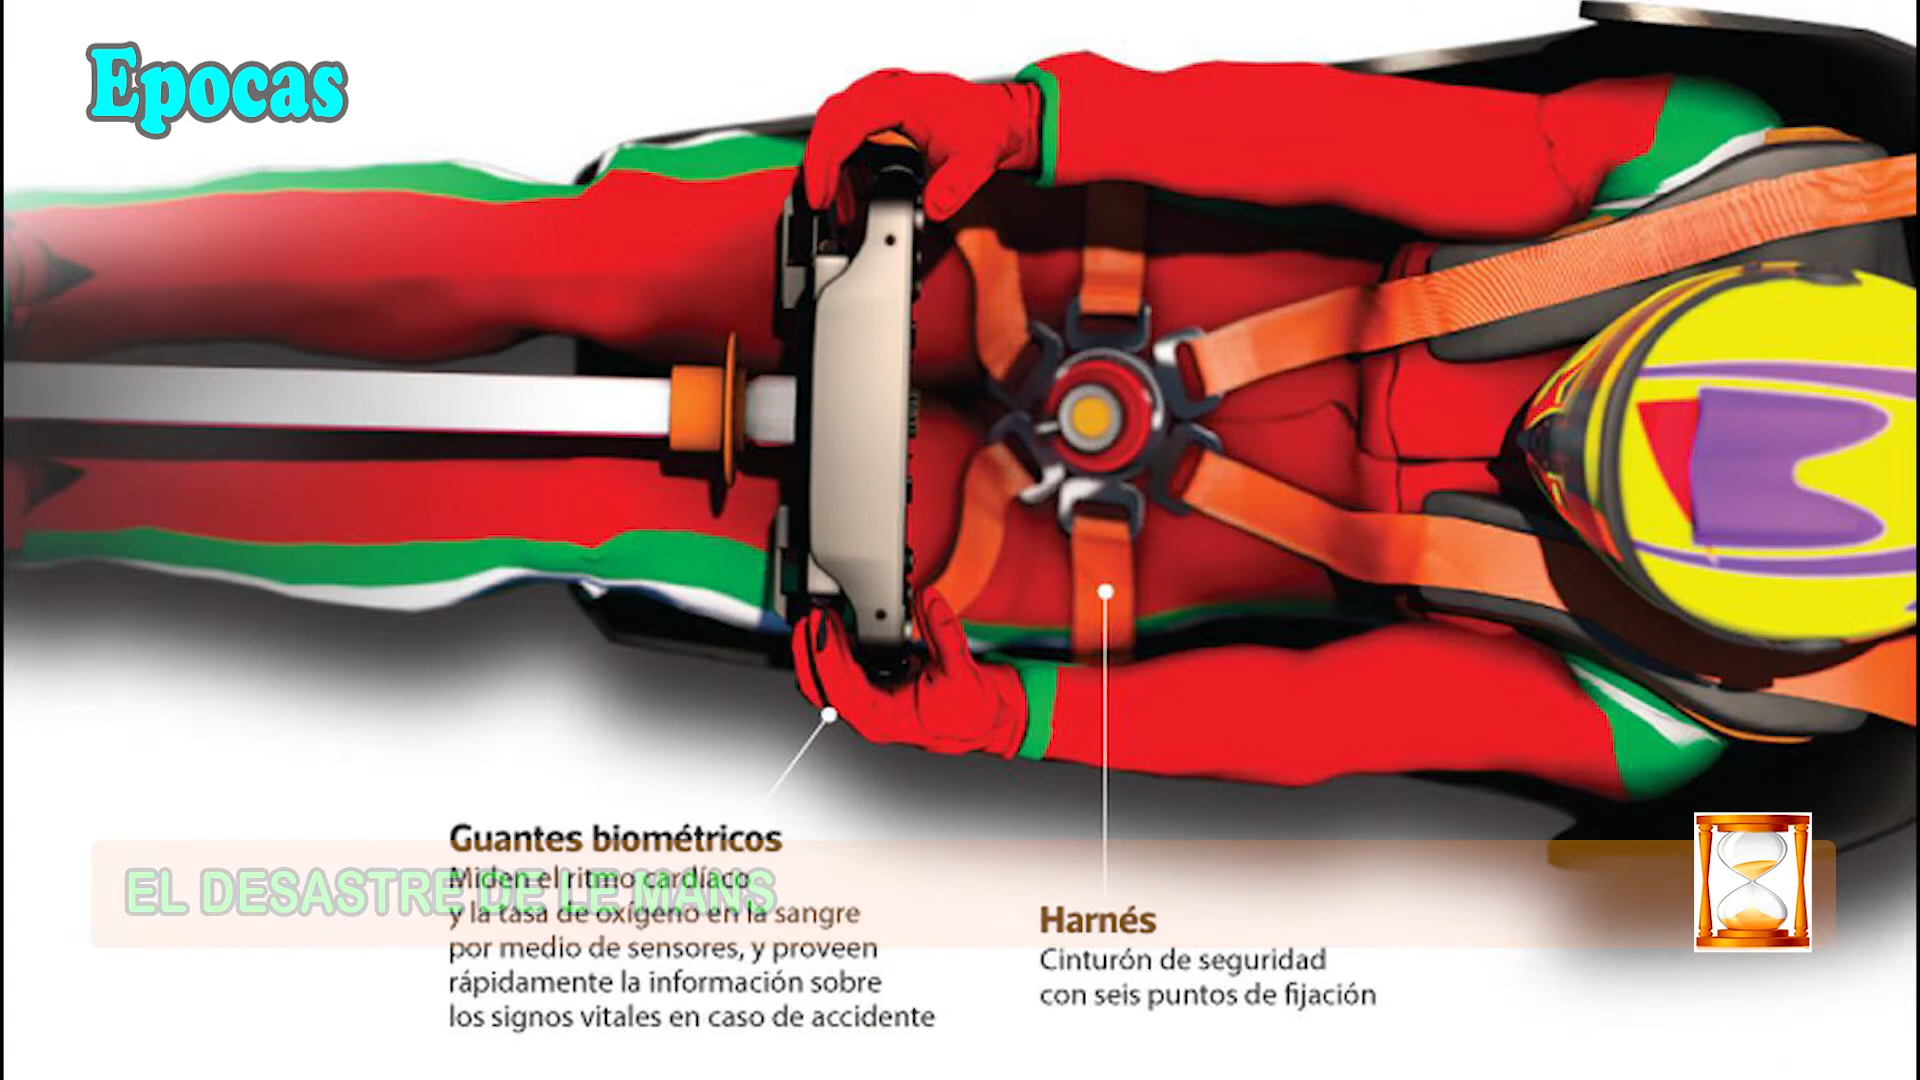 Epocas
Guantes biométricos
Miden el ritmo cardíaco
y la tasa de oxígeno en la sangre
por medio de sensores, y proveen
rápidamente la información sobre
los signos vitales en caso de accidente
EL DESASTRE DE LE MANS
Harnés
Cinturón de seguridad
con seis puntos de fijación